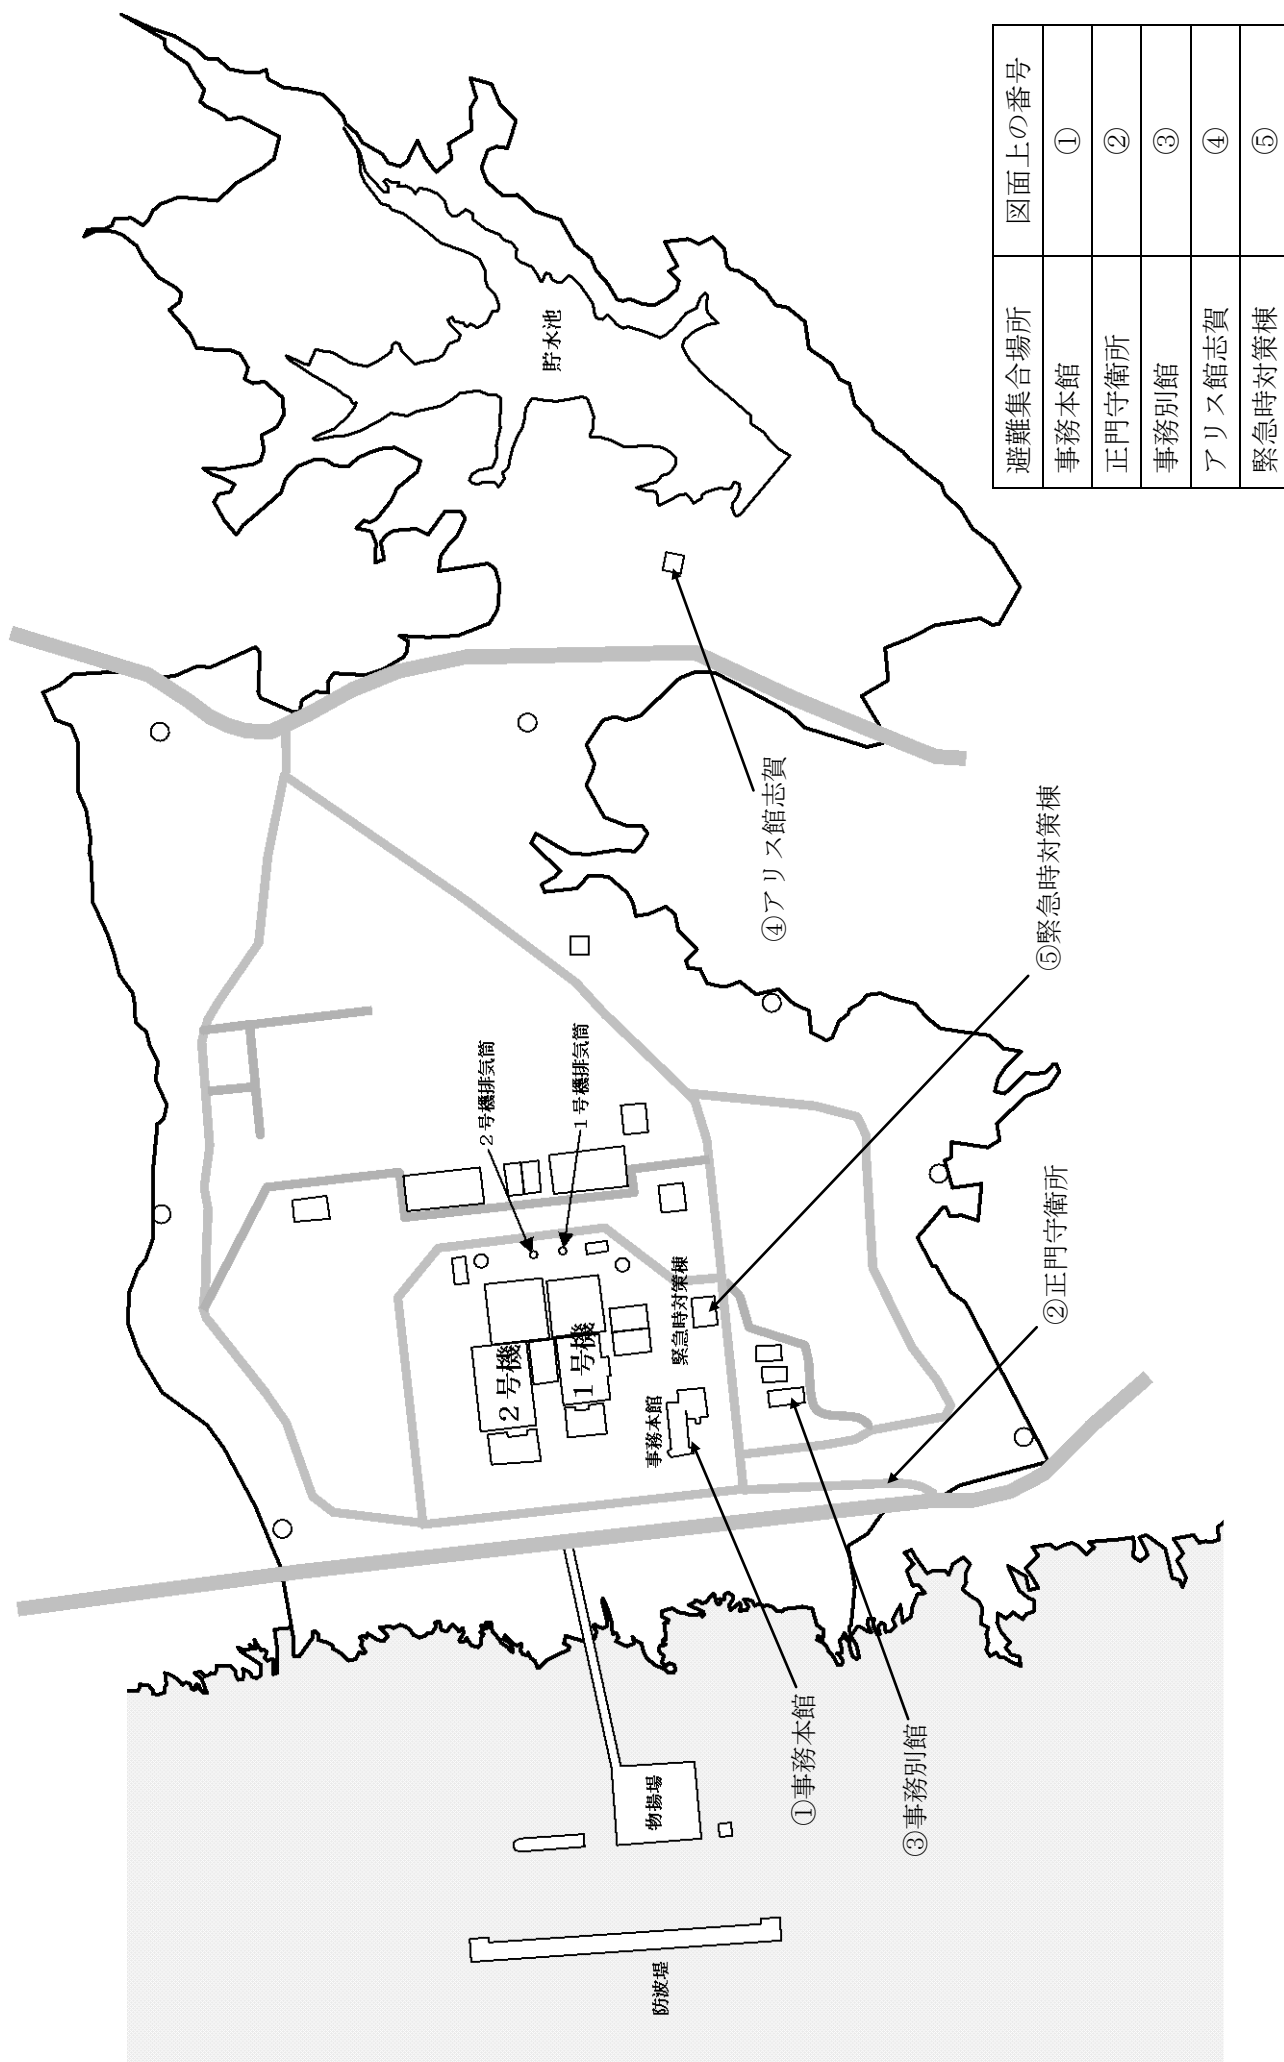 貯水池
④アリス館志賀
⑤緊急時対策棟
2号機排気筒
1号機排気筒
2号機
1号機
緊急時対策棟
事務本館
②正門守衛所
①事務本館
③事務別館
物揚場
防波堤
避難集合場所 図面上の番号
事務本館 ①
正門守衛所 ②
事務別館 ③
アリス館志賀 ④
緊急時対策棟 ⑤